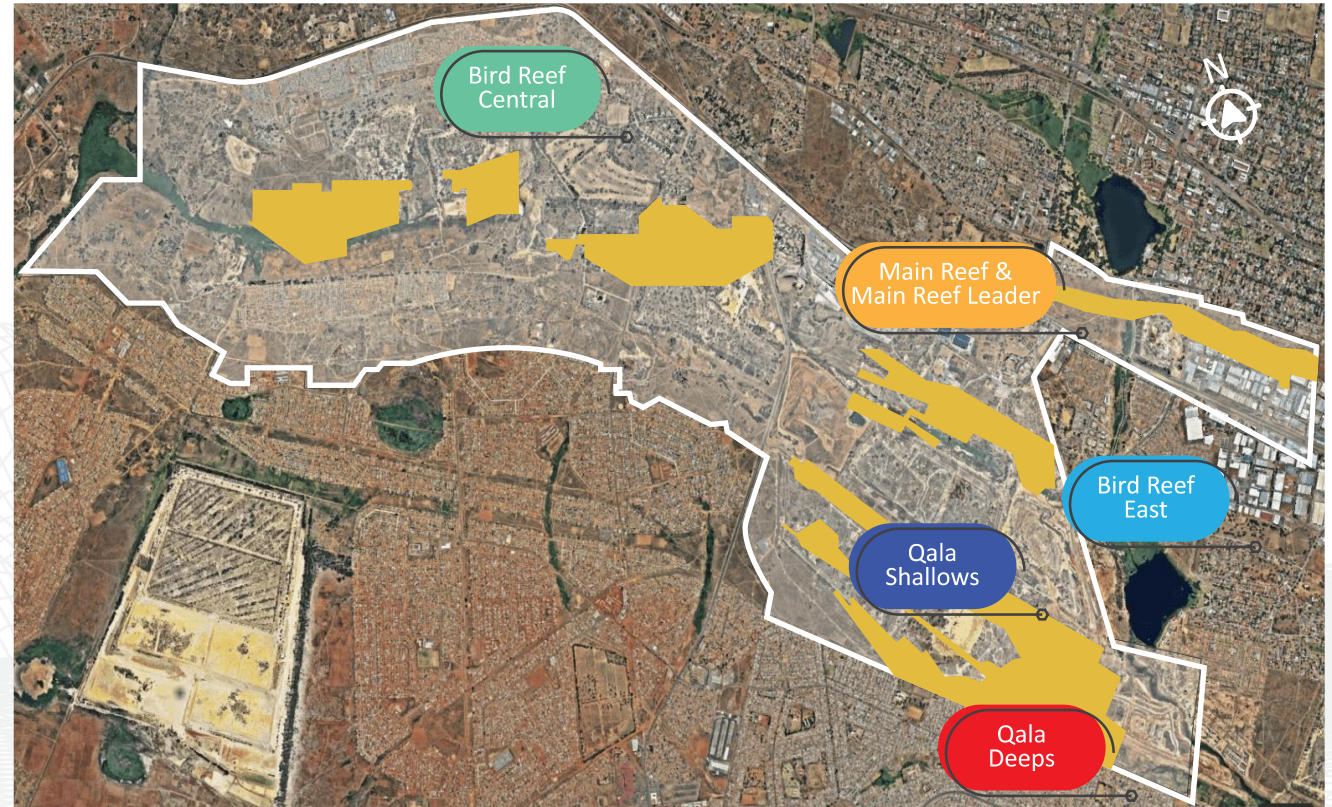 Bird Reef
Central
N
Main Reef &
Main Reef Leader
Bird Reef
East
Qala
Shallows
Qala
Deeps